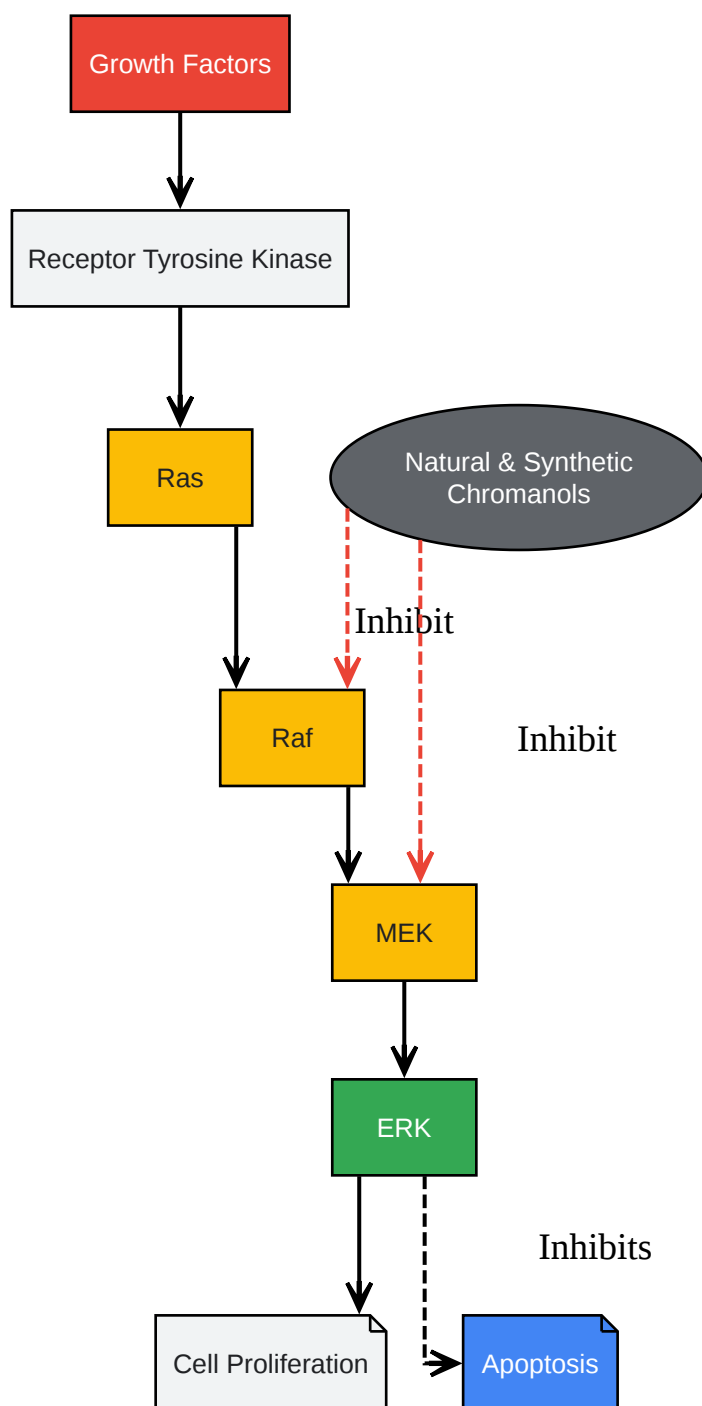 Growth Factors
Receptor Tyrosine Kinase
Ras
Natural & Synthetic
Chromanols
Inhibit
Raf
Inhibit
MEK
ERK
Inhibits
Cell Proliferation
Apoptosis